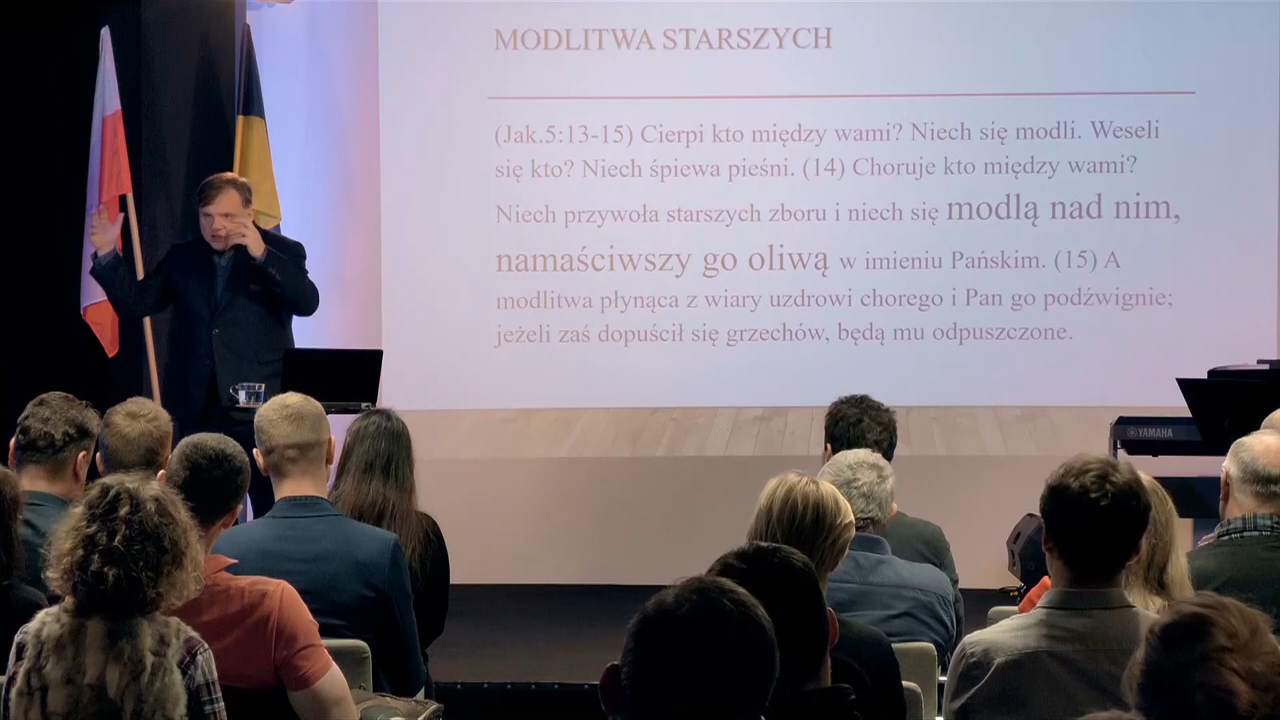 MODLITWA STARSZYCH
(Jak.5:13-15) Cierpi kto między wami? Niech się modli. Weseli
się kto? Niech śpiewa pieśni. (14) Choruje kto między wami?
Niech przywoła starszych zboru i niech się modlą nad nim,
namaściwszy go oliwą w imieniu Pańskim. (15) A
modlitwa płynąca z wiary uzdrowi chorego i Pan go podźwignie;
jeżeli zaś dopuścił się grzechów, będą mu odpuszczone.
YAMAHA